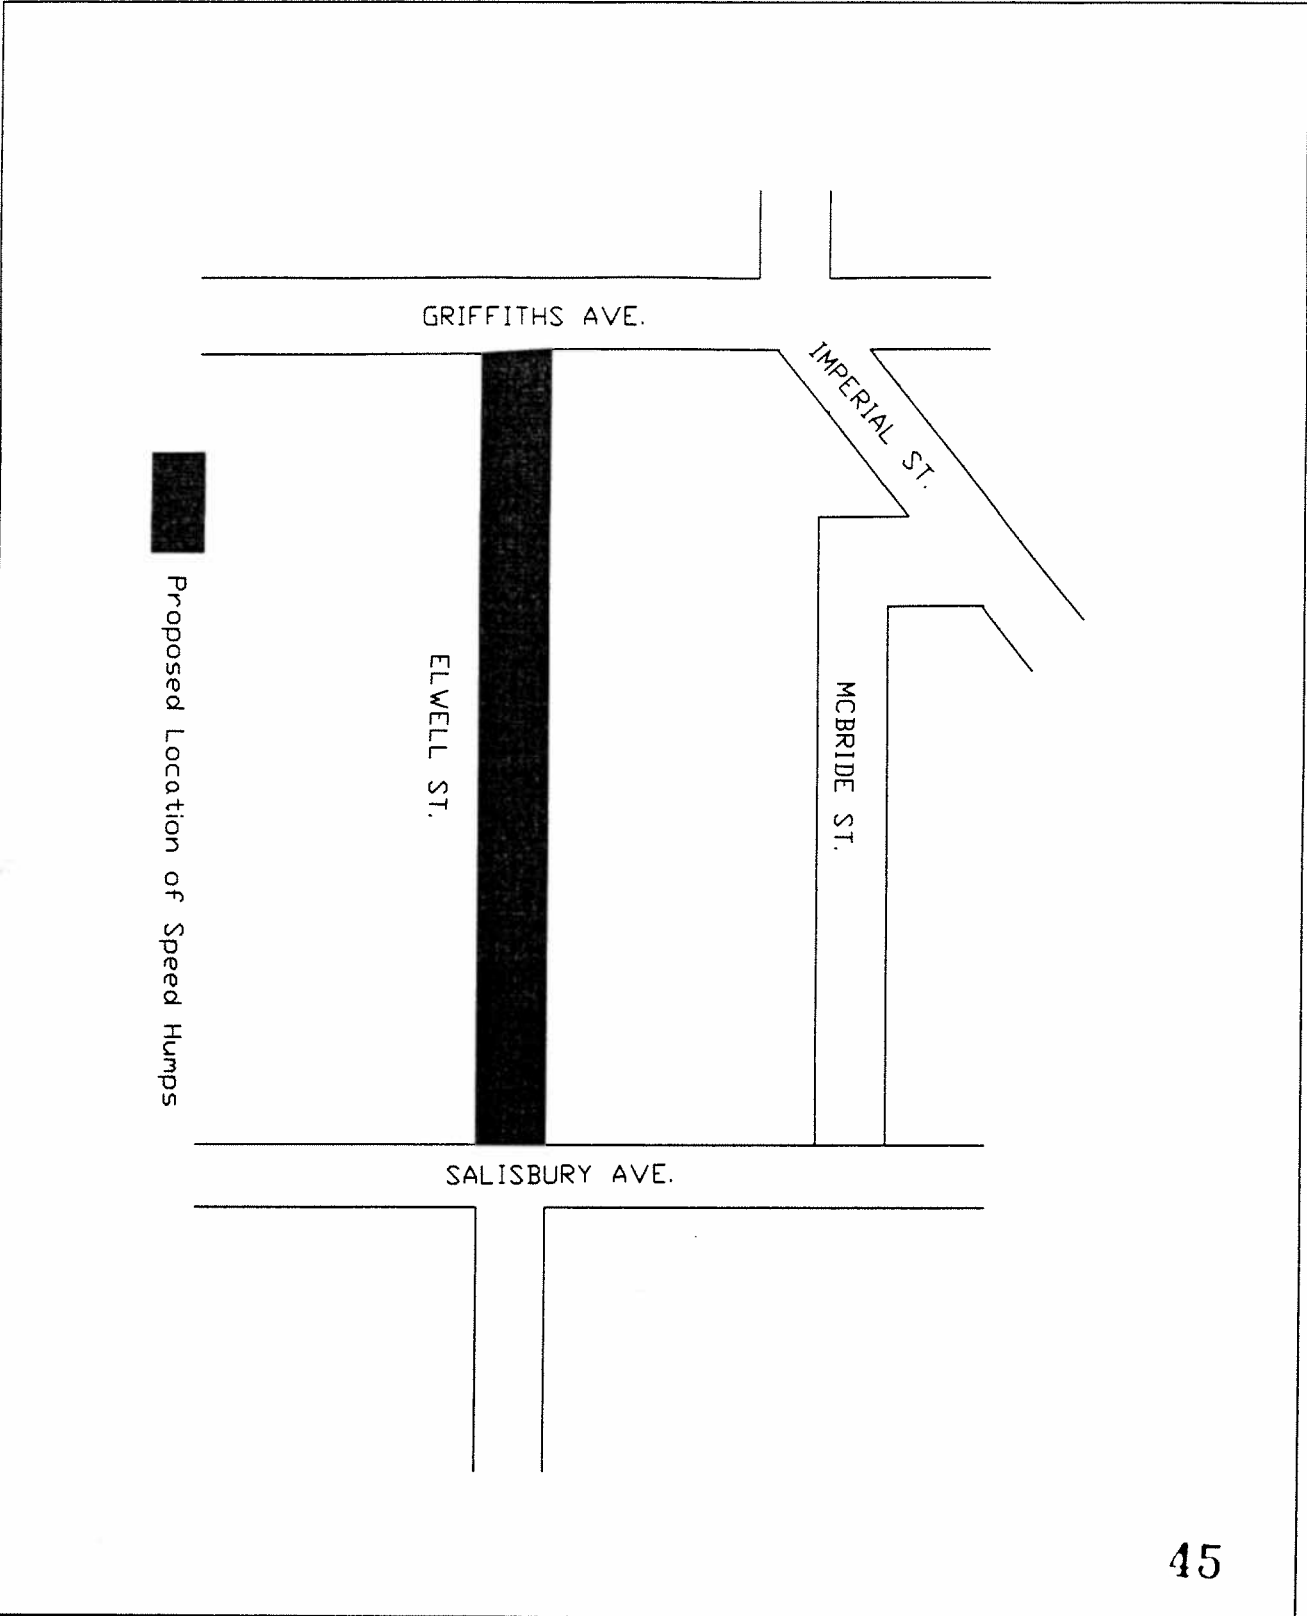 GRIFFITHS AVE.
IMPERIAL ST.
ELWELL ST.
MCBRIDE ST.
Proposed Location of Speed Humps
SALISBURY AVE.
45